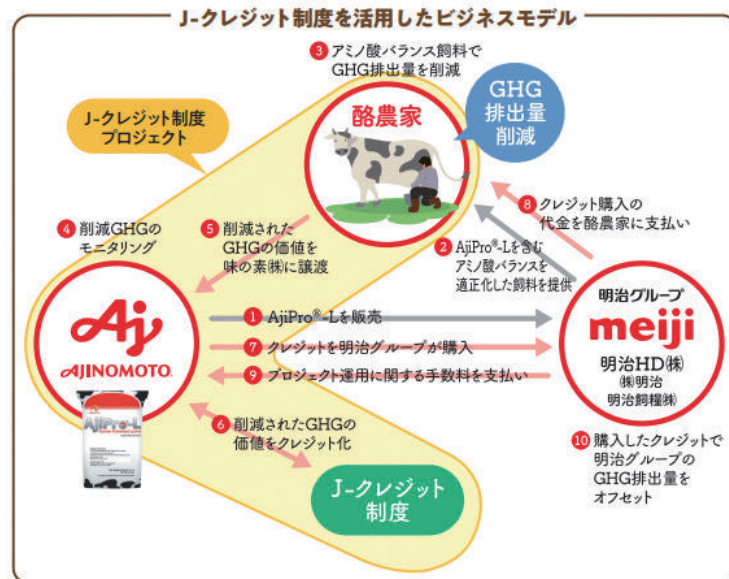 J-クレジット制度を活用したビジネスモデル
3 アミノ酸バランス飼料で
GHG排出量を削減
酪農家
GHG
排出量
削減
J-クレジット制度
プロジェクト
4 削減GHGの
モニタリング
5 削減された
GHGの価値を
味の素(株)に譲渡
8 クレジット購入の
代金を酪農家に支払い
2 AjiPro®-Lを含む
アミノ酸バランスを
適正化した飼料を提供
Aj
AJINOMOTO
AjiPro-L
1 AjiPro®-Lを販売
7 クレジットを明治グループが購入
9 プロジェクト運用に関する手数料を支払い
明治グループ
meiji
明治HD(株)
(株)明治
明治飼糧(株)
6 削減されたGHGの
価値をクレジット化
J-クレジット
制度
10 購入したクレジットで
明治グループの
GHG排出量を
オフセット